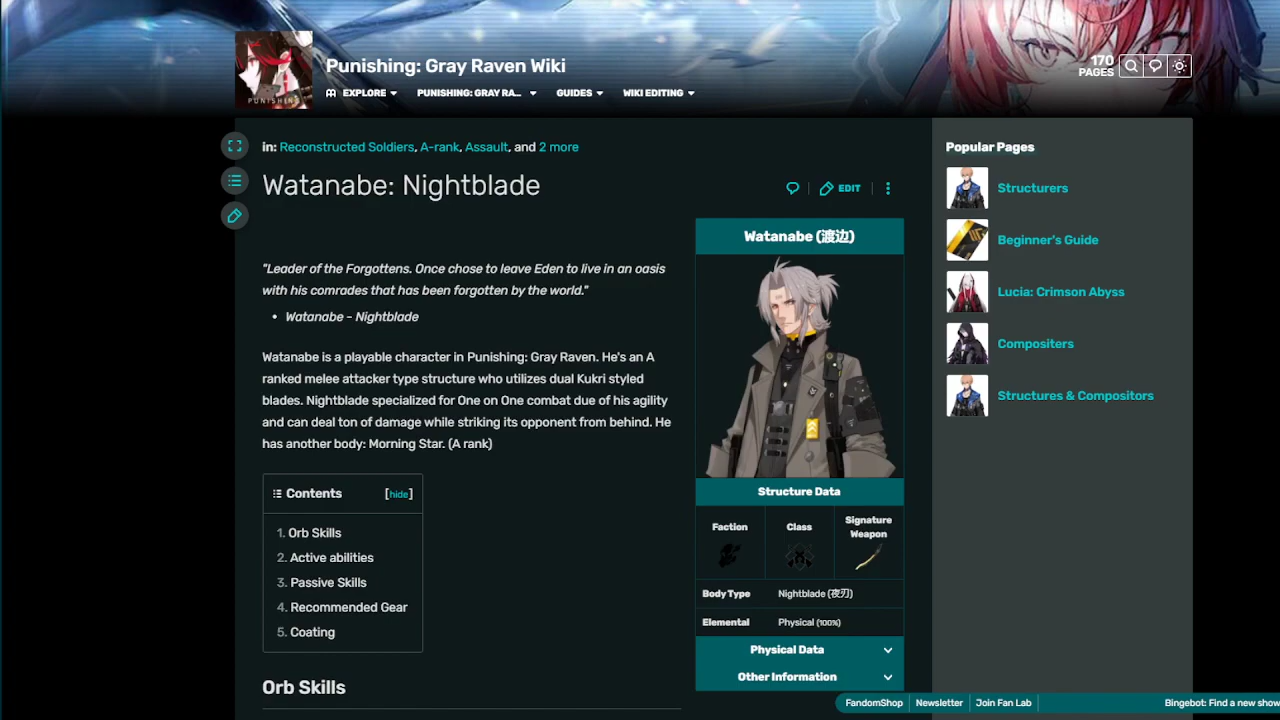 Punishing: Gray Raven Wiki
170
PAGES
EXPLORE
PUNISHING: GRAY RA...
GUIDES
WIKI EDITING
PUNISHING
in: Reconstructed Soldiers, A-rank, Assault, and 2 more
Watanabe: Nightblade
EDIT
"Leader of the Forgottens. Once chose to leave Eden to live in an oasis
with his comrades that has been forgotten by the world."
• Watanabe - Nightblade
Watanabe is a playable character in Punishing: Gray Raven. He's an A
ranked melee attacker type structure who utilizes dual Kukri styled
blades. Nightblade specialized for One on One combat due of his agility
and can deal ton of damage while striking its opponent from behind. He
has another body: Morning Star. (A rank)
Contents [hide]
1. Orb Skills
2. Active abilities
3. Passive Skills
4. Recommended Gear
5. Coating
Orb Skills
Watanabe (渡边)
Structure Data
Faction
Class
Signature
Weapon
Body Type Nightblade (夜刃)
Elemental Physical (100%)
Physical Data
Other Information
Popular Pages
Structurers
Beginner's Guide
Lucia: Crimson Abyss
Compositers
Structures & Compositors
FandomShop
Newsletter
Join Fan Lab
Bingebot: Find a new show